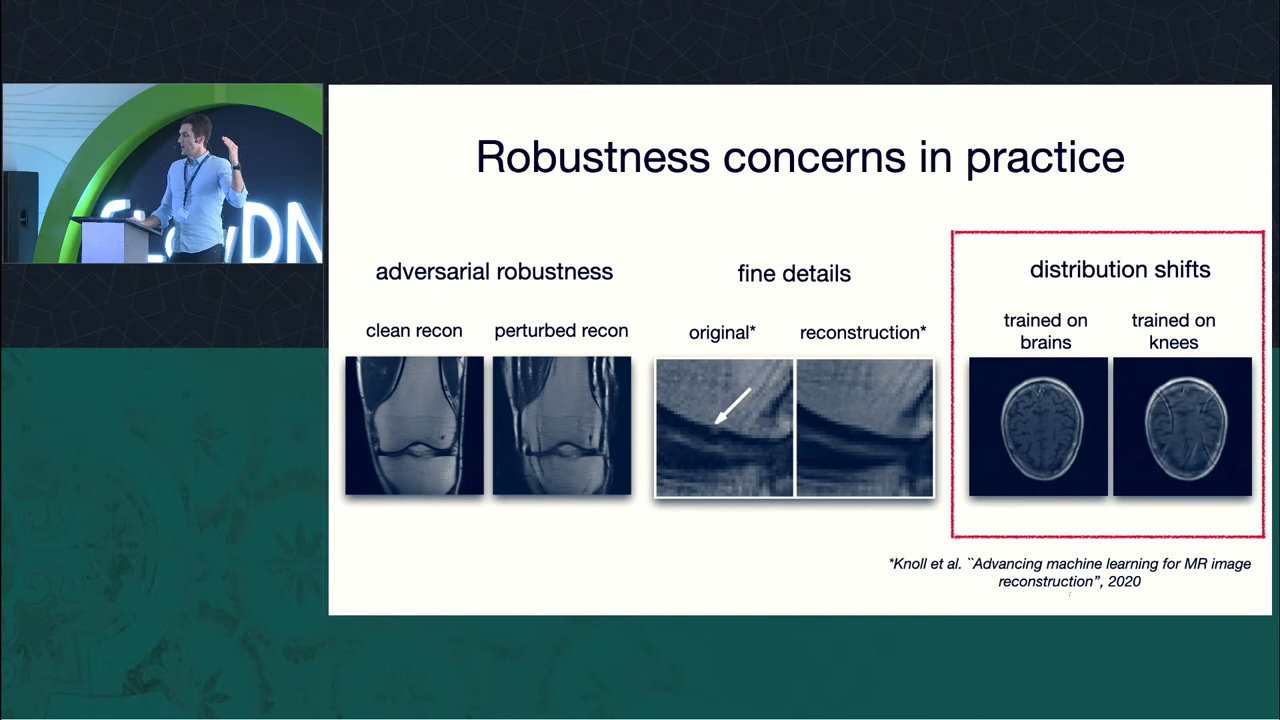 Robustness concerns in practice
adversarial robustness
clean recon
perturbed recon
fine details
original*
reconstruction*
distribution shifts
trained on
brains
trained on
knees
*Knoll et al. ``Advancing machine learning for MR image
reconstruction”, 2020